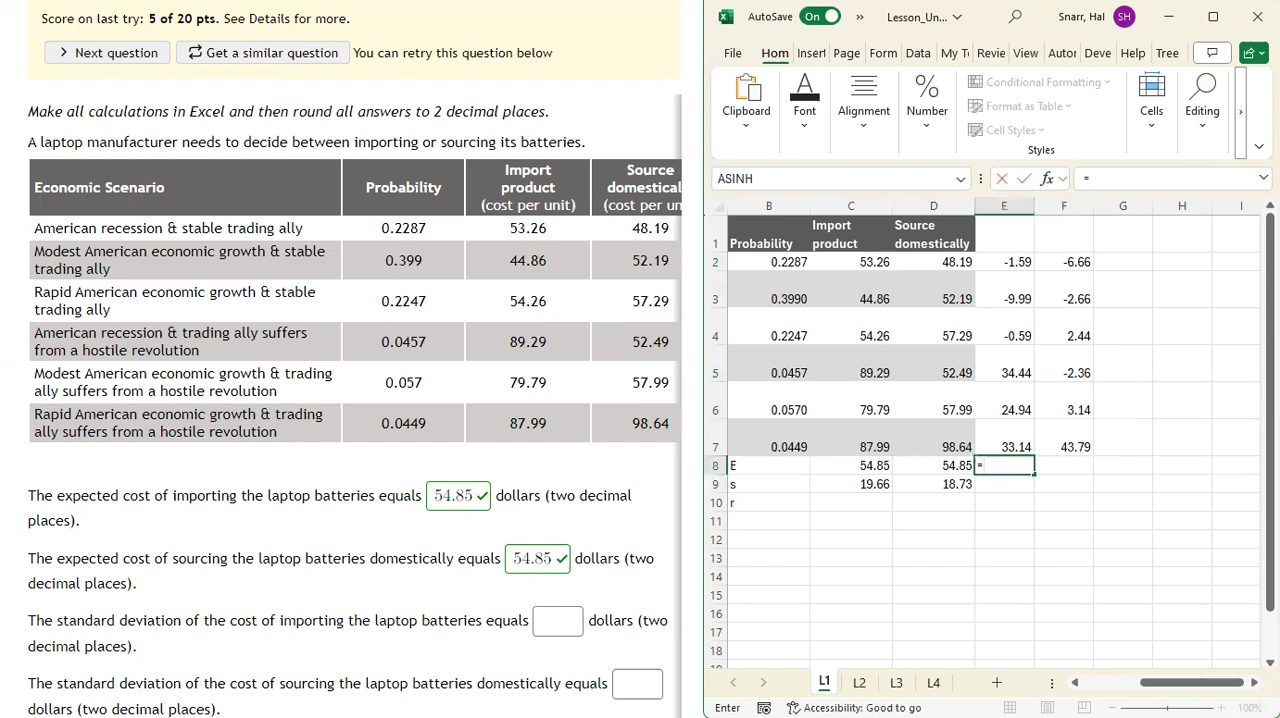 Score on last try: 5 of 20 pts. See Details for more.
> Next question
Get a similar question
You can retry this question below
Make all calculations in Excel and then round all answers to 2 decimal places.
A laptop manufacturer needs to decide between importing or sourcing its batteries.
Economic Scenario Probability Import product (cost per unit) Source domestical (cost per un
American recession & stable trading ally 0.2287 53.26 48.19
Modest American economic growth & stable trading ally 0.399 44.86 52.19
Rapid American economic growth & stable trading ally 0.2247 54.26 57.29
American recession & trading ally suffers from a hostile revolution 0.0457 89.29 52.49
Modest American economic growth & trading ally suffers from a hostile revolution 0.057 79.79 57.99
Rapid American economic growth & trading ally suffers from a hostile revolution 0.0449 87.99 98.64
The expected cost of importing the laptop batteries equals 54.85 ✓ dollars (two decimal
places).
The expected cost of sourcing the laptop batteries domestically equals 54.85 ✓ dollars (two
decimal places).
The standard deviation of the cost of importing the laptop batteries equals dollars (two
decimal places).
The standard deviation of the cost of sourcing the laptop batteries domestically equals
dollars (two decimal places).
AutoSave On » Lesson_Un... Snarr, Hal SH
File Hom Insert Page Form Data My T Revie View Autor Deve Help Tree
Clipboard Font Alignment Number Conditional Formatting Format as Table Cell Styles Cells Editing
Styles
ASINH fx =
B C D E F G H I
1 Probability Import product Source domestically
2 0.2287 53.26 48.19 -1.59 -6.66
3 0.3990 44.86 52.19 -9.99 -2.66
4 0.2247 54.26 57.29 -0.59 2.44
5 0.0457 89.29 52.49 34.44 -2.36
6 0.0570 79.79 57.99 24.94 3.14
7 0.0449 87.99 98.64 33.14 43.79
8 E 54.85 54.85 =
9 s 19.66 18.73
10 r
11
12
13
14
15
16
17
18
L1 L2 L3 L4 +
Enter Accessibility: Good to go 100%